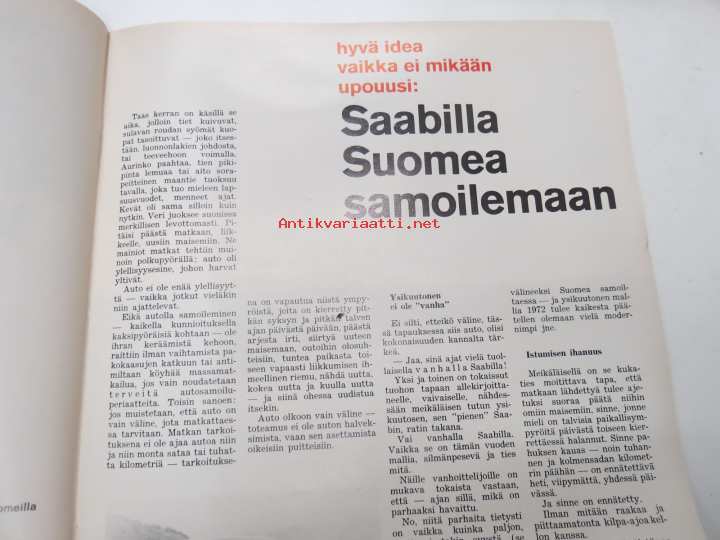 hyvä idea
vaikka ei mikään
upouusi:
Saabilla
Suomea
samoilemaan
Antikvariaatti.net
Taas kerran on käsillä se
aika, jolloin tiet kuivuvat,
sulavan roudan syömät kuo-
pat tasoittuvat — joko itses-
tään, luonnonlakien johdosta,
tai teeveehoon voimalla.
Aurinko paahtaa, tien piki-
pinta lemuaa tai aito sora-
peitteinen maantie tuoksuu
tavalla, joka tuo mieleen lap-
suusvuodet, menneet ajat.
Kevät oli sama silloin kuin
nytkin. Veri juoksee suonissa
merkillisen levottomasti. Pi-
täisi päästä matkaan, liik-
keelle, uusiin maisemiin. Ne
mainiot matkat tehtiin mui-
noin polkupyörällä; auto oli
ylellisyysesine, johon harvat
yltivät.
Auto ei ole enää ylellisyyt-
tä — vaikka jotkut vieläkin
niin ajattelevat.
Eikä autolla samoileminen
— kaikella kunnioituksella
kaksipyöräisiä kohtaan — ole
ihran keräämistä kehoon,
raittiin ilman vaihtamista pa-
kokaasujen katkuun tai anti-
miltaan köyhää massamat-
kailua, jos vain noudatetaan
terveitä autosamoilu-
periaatteita. Toisin sanoen:
jos muistetaan, että auto on
vain väline, jota matkattaes-
sa tarvitaan. Matkan tarkoi-
tuksena ei ole ajaa autoa niin
ja niin monta sataa tai tuhat-
ta kilometriä — tarkoitukse-
na on vapautua niistä ympy-
röistä, joita on kierretty pit-
kän syksyn ja pitkän talven
ajan päivästä päivään, päästä
arjesta irti, siirtyä uuteen
maisemaan, outoihin olosuh-
teisiin, tuntea paikasta toi-
seen vapaasti liikkumisen ih-
meellinen riemu, nähdä uutta,
kokea uutta ja kuulla uutta
— ja siinä ohessa uudistua
itsekin.
Auto olkoon vain väline —
toteamus ei ole auton halvek-
simista, vaan sen asettamista
oikeisiin puitteisiin.
Ysikuutonen
ei ole "vanha"
Ei silti, etteikö väline, täs-
sä tapauksessa siis auto, olisi
kokonaisuuden kannalta tär-
keä.
— Jaa, sinä ajat vielä tuol-
laisella vanhalla Saabilla!
Yksi ja toinen on tokaissut
tuohon tapaan allekirjoitta-
neelle, vaivaiselle, nähdes-
sään meikäläisen tutun ysi-
kuutosen, sen "pienen" Saa-
bin, ratin takana.
Vai vanhalla Saabilla.
Vaikka se on tämän vuoden
mallia, silmänpesevä ja ties
mitä.
Näille vanhoittelijoille on
mukava tokaista vastaan,
että — ajan sillä, mikä on
parhaaksi havaittu.
No, niitä parhaita tietysti
on vaikka kuinka paljon,
välineeksi Suomea samoil-
taessa — ja ysikuutonen mal-
lia 1972 tulee kaikesta pää-
tellen olemaan vielä moder-
nimpi jne.
Istumisen ihanuus
Meikäläisellä on se kuka-
ties moitittava tapa, että
matkaan lähdettyä tulee aje-
tuksi suoraa päätä niihin
omiin maisemiin, sinne, jonne
mieli on talvisia paikallisym-
pyröitä päivästä toiseen kier-
rettäessä halannut. Sinne pa-
huksen kauas — noin tuhan-
nen ja kolmensadan kilomet-
rin päähän — on ennätettävä
heti, viipymättä, yhdessä päi-
vässä.
Ja sinne on ennätetty.
Ilman mitään raakaa ja
piittaamatonta kilpa-ajoa kel-
lon kanssa.
omeilla